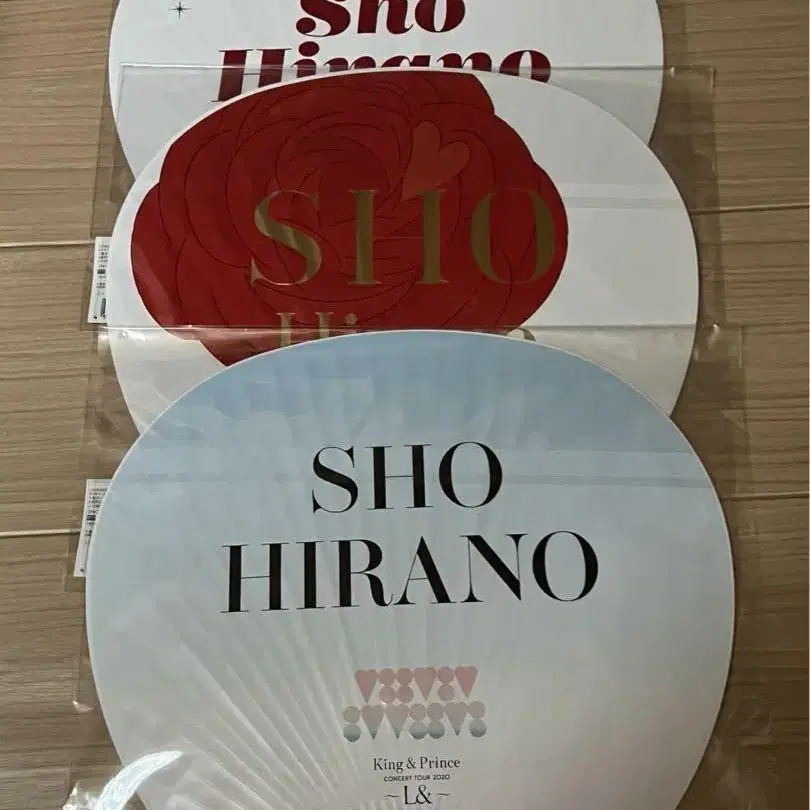 Sho
Hirano
SHO
SHO
HIRANO
King & Prince
CONCERT TOUR 2020
~L&~